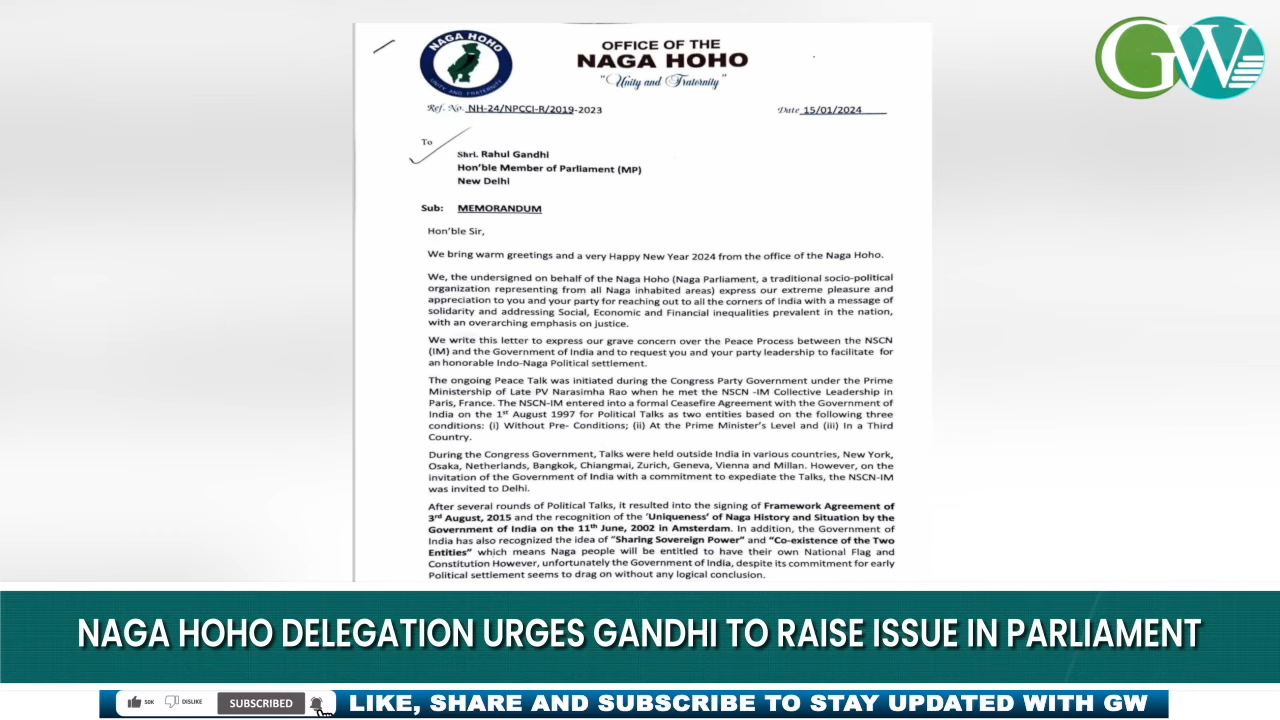 GW
NAGA HOHO
UNITY AND FRATERNITY
OFFICE OF THE
NAGA HOHO
"Unity and Fraternity"
Ref. No. NH-24/NPCCI-R/2019-2023
Date 15/01/2024
To
Shri. Rahul Gandhi
Hon'ble Member of Parliament (MP)
New Delhi
Sub: MEMORANDUM
Hon'ble Sir,
We bring warm greetings and a very Happy New Year 2024 from the office of the Naga Hoho.
We, the undersigned on behalf of the Naga Hoho (Naga Parliament, a traditional socio-political
organization representing from all Naga inhabited areas) express our extreme pleasure and
appreciation to you and your party for reaching out to all the corners of India with a message of
solidarity and addressing Social, Economic and Financial inequalities prevalent in the nation,
with an overarching emphasis on justice.
We write this letter to express our grave concern over the Peace Process between the NSCN
(IM) and the Government of India and to request you and your party leadership to facilitate for
an honorable Indo-Naga Political settlement.
The ongoing Peace Talk was initiated during the Congress Party Government under the Prime
Ministership of Late PV Narasimha Rao when he met the NSCN -IM Collective Leadership in
Paris, France. The NSCN-IM entered into a formal Ceasefire Agreement with the Government of
India on the 1st August 1997 for Political Talks as two entities based on the following three
conditions: (i) Without Pre- Conditions; (ii) At the Prime Minister's Level and (iii) In a Third
Country.
During the Congress Government, Talks were held outside India in various countries, New York,
Osaka, Netherlands, Bangkok, Chiangmai, Zurich, Geneva, Vienna and Millan. However, on the
invitation of the Government of India with a commitment to expediate the Talks, the NSCN-IM
was invited to Delhi.
After several rounds of Political Talks, it resulted into the signing of Framework Agreement of
3rd August, 2015 and the recognition of the 'Uniqueness' of Naga History and Situation by the
Government of India on the 11th June, 2002 in Amsterdam. In addition, the Government of
India has also recognized the idea of "Sharing Sovereign Power" and "Co-existence of the Two
Entities" which means Naga people will be entitled to have their own National Flag and
Constitution However, unfortunately the Government of India, despite its commitment for early
Political settlement seems to drag on without any logical conclusion.
NAGA HOHO DELEGATION URGES GANDHI TO RAISE ISSUE IN PARLIAMENT
50K DISLIKE SUBSCRIBED LIKE, SHARE AND SUBSCRIBE TO STAY UPDATED WITH GW